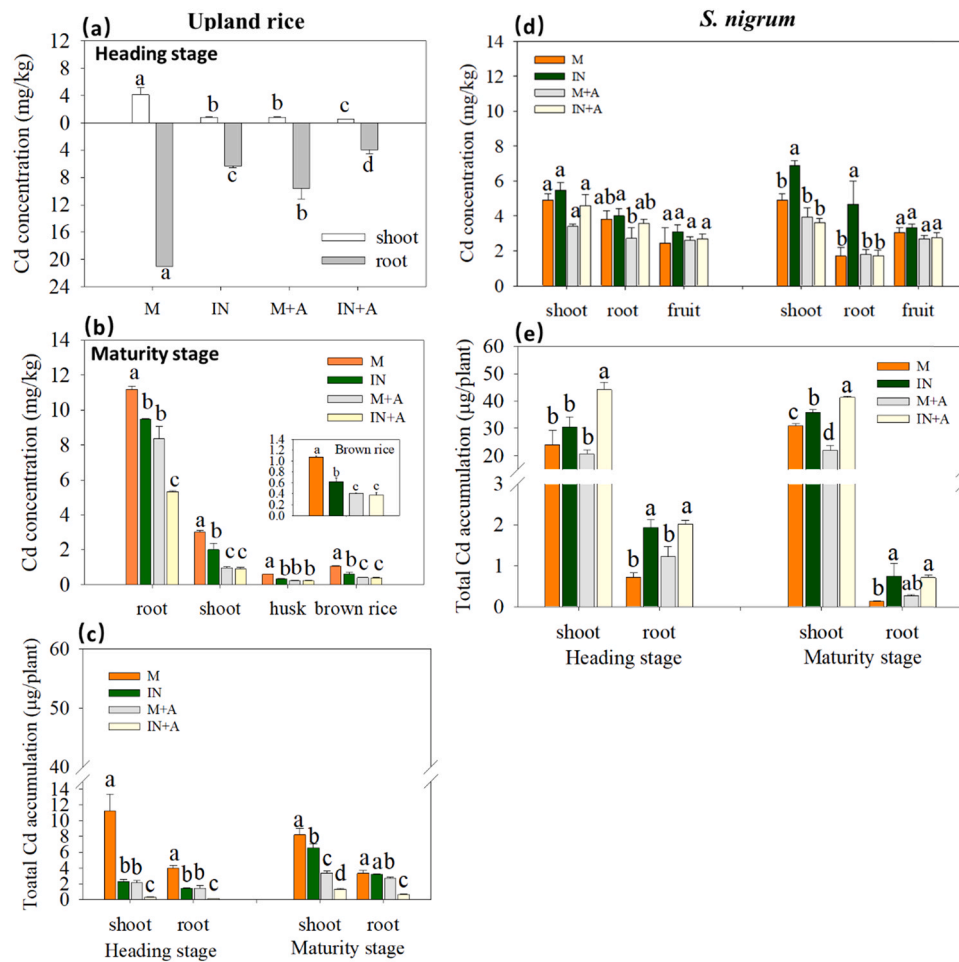 Upland rice
(a)
Heading stage
Cd concentration (mg/kg)
12
8
4
0
4
8
12
16
20
24
a
b
b
c
a
c
b
d
shoot
root
M
IN
M+A
IN+A
(b)
Maturity stage
Cd concentration (mg/kg)
14
12
10
8
6
4
2
0
M
IN
M+A
IN+A
a
b
b
c
a
b
c
c
a
b
b
b
a
b
c
c
Brown rice
1.4
1.2
1.0
0.8
0.6
0.4
0.2
0.0
a
b
c
c
root
shoot
husk
brown rice
(c)
Toatal Cd accumulation (μg/plant)
60
50
40
14
12
10
8
6
4
2
0
M
IN
M+A
IN+A
a
b
b
c
a
b
b
c
a
b
c
d
a
a
b
c
shoot
root
shoot
root
Heading stage
Maturity stage
S. nigrum
(d)
Cd concentration (mg/kg)
14
12
10
8
6
4
2
0
M
IN
M+A
IN+A
a
a
a
a
ab
a
b
ab
a
a
a
a
b
a
b
b
b
a
b
b
a
a
a
a
shoot
root
fruit
shoot
root
fruit
(e)
Total Cd accumulation (μg/plant)
60
50
40
30
20
3
2
1
0
M
IN
M+A
IN+A
b
b
b
a
b
a
b
a
c
b
d
a
b
a
ab
a
shoot
root
shoot
root
Heading stage
Maturity stage